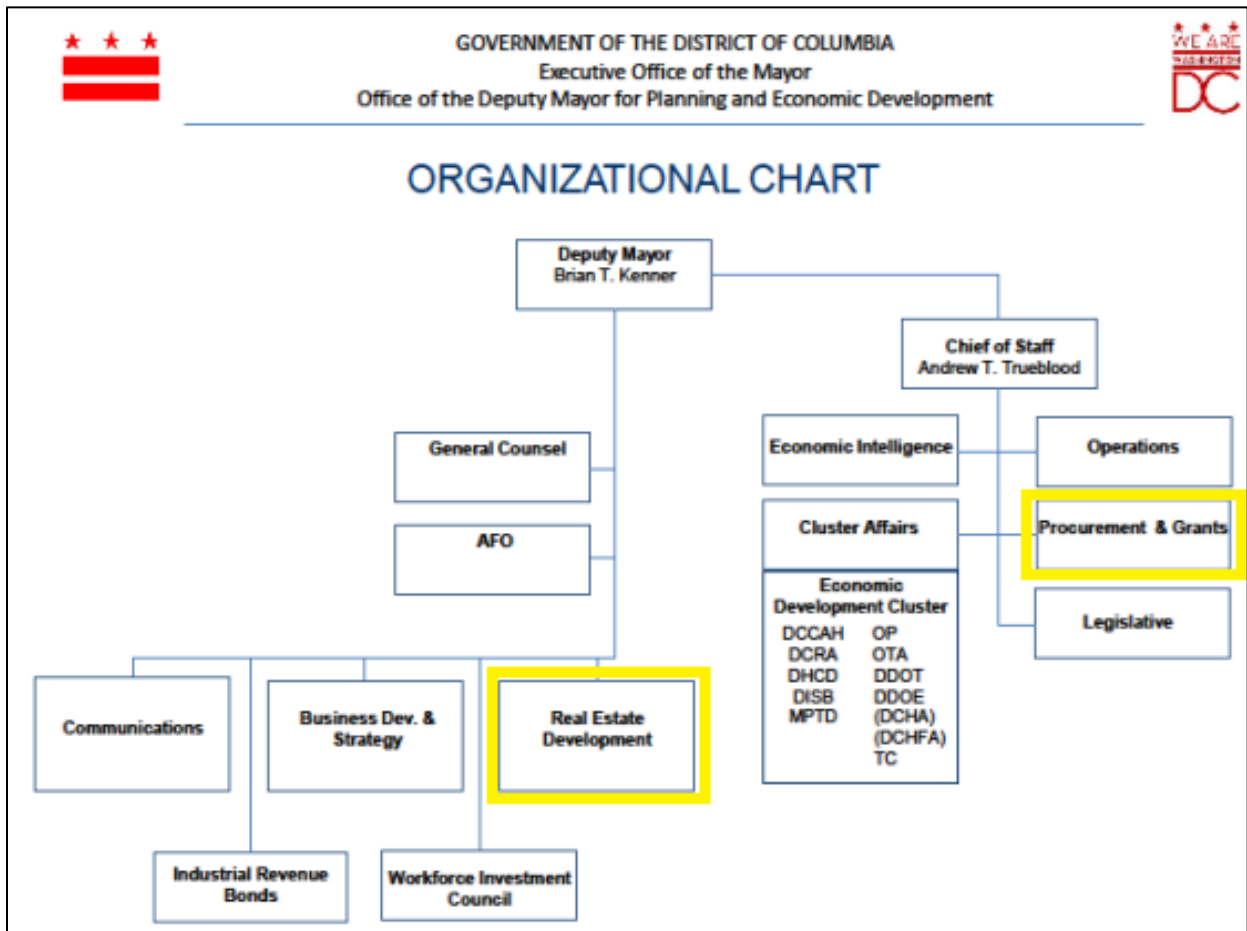 GOVERNMENT OF THE DISTRICT OF COLUMBIA
Executive Office of the Mayor
Office of the Deputy Mayor for Planning and Economic Development
WE ARE
DC
ORGANIZATIONAL CHART
Deputy Mayor
Brian T. Kenner
Chief of Staff
Andrew T. Trueblood
General Counsel
Economic Intelligence
Operations
AFO
Cluster Affairs
Procurement & Grants
Economic
Development Cluster
DCCAH OP
DCRA OTA
DHCD DDOT
DISB DDOE
MPTD (DCHA)
(DCHFA)
TC
Legislative
Communications
Business Dev. &
Strategy
Real Estate
Development
Industrial Revenue
Bonds
Workforce Investment
Council